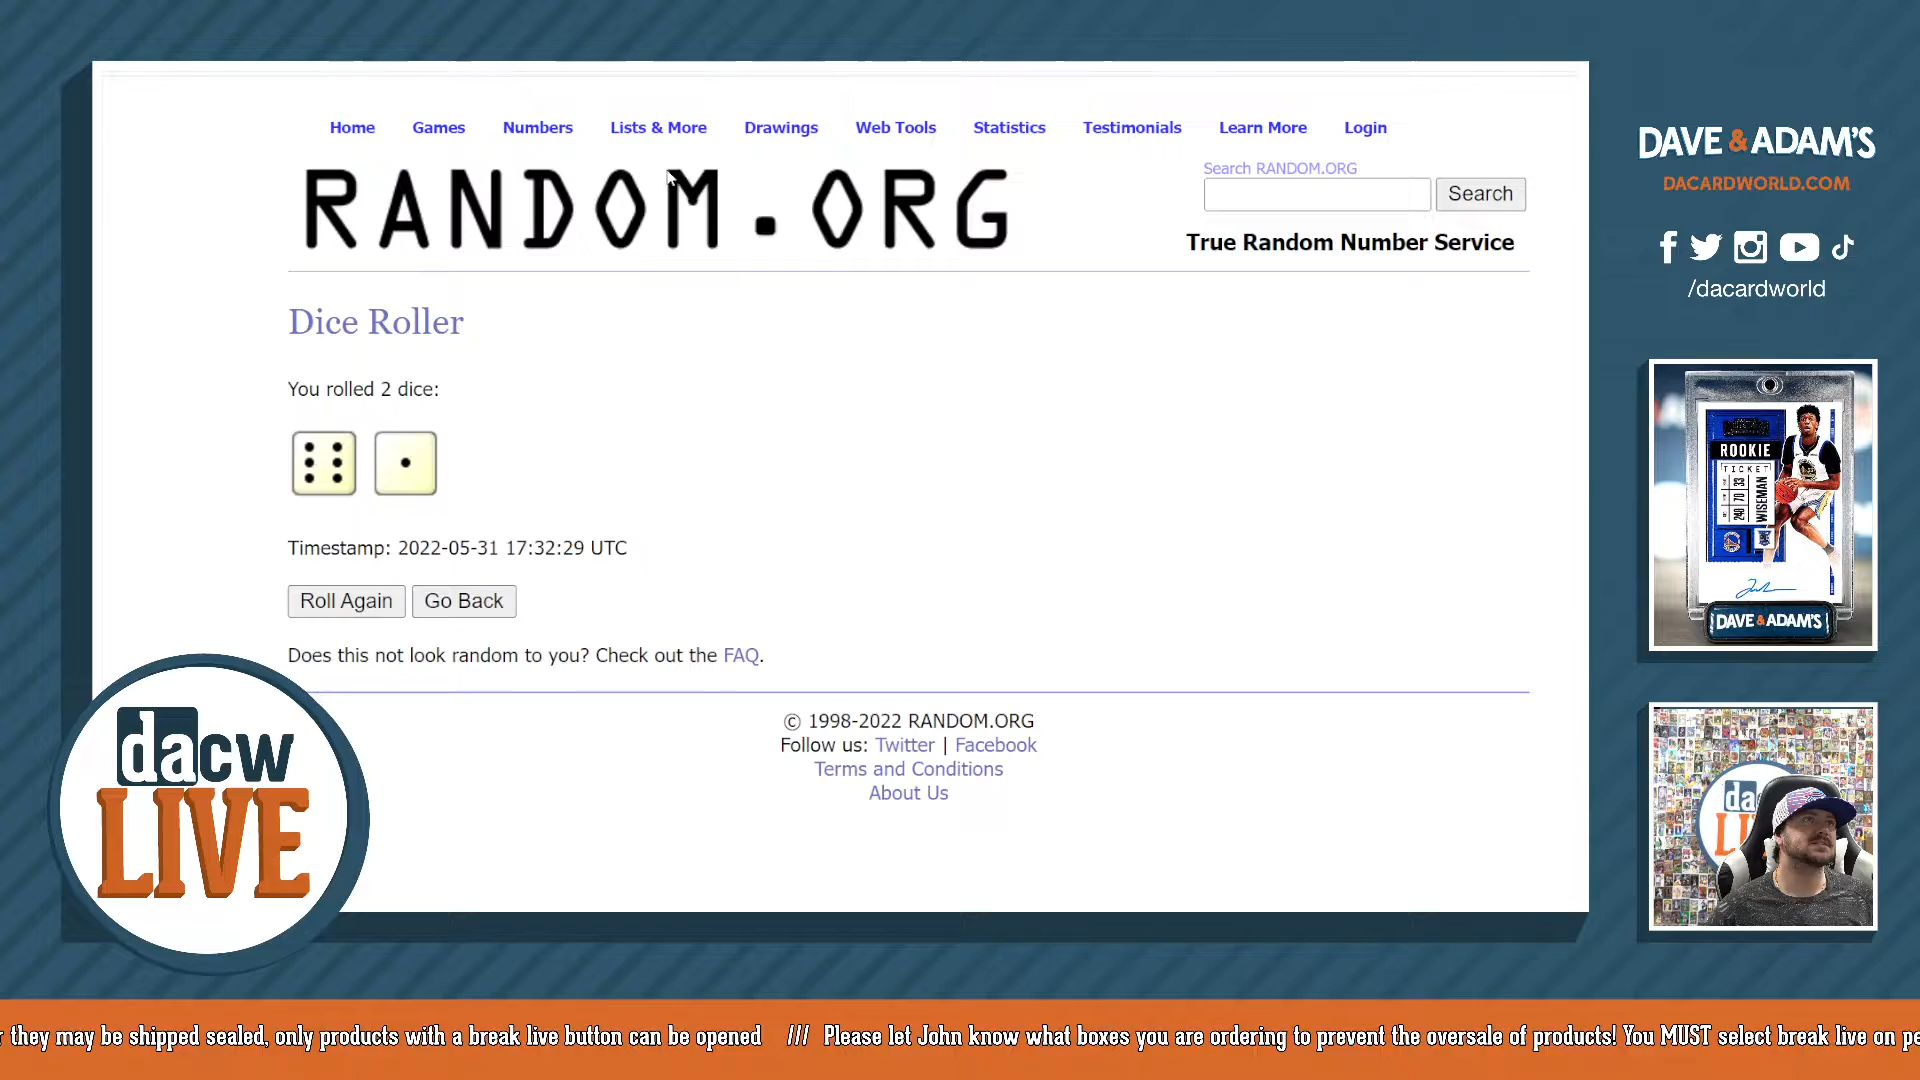 Home Games Numbers Lists & More Drawings Web Tools Statistics Testimonials Learn More Login
RANDOM.ORG
Search RANDOM.ORG
Search
True Random Number Service
Dice Roller
You rolled 2 dice:
Timestamp: 2022-05-31 17:32:29 UTC
Roll Again Go Back
Does this not look random to you? Check out the FAQ.
© 1998-2022 RANDOM.ORG
Follow us: Twitter | Facebook
Terms and Conditions
About Us
dacw
LIVE
DAVE & ADAM'S
DACARDWORLD.COM
/dacardworld
ROOKIE
TICKET
33
70
240
WISEMAN
DAVE & ADAM'S
da
LI
r they may be shipped sealed, only products with a break live button can be opened /// Please let John know what boxes you are ordering to prevent the oversale of products! You MUST select break live on pe